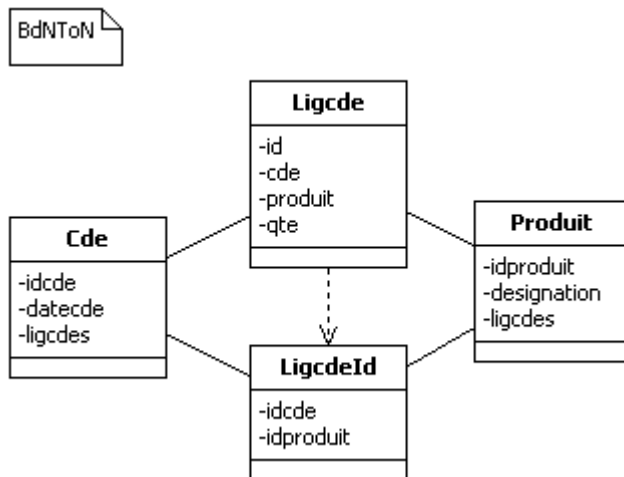 BdNToN
Ligcde
-id
-cde
-produit
-qte
Cde
-idcde
-datecde
-ligcdes
Produit
-idproduit
-designation
-ligcdes
LigcdeId
-idcde
-idproduit